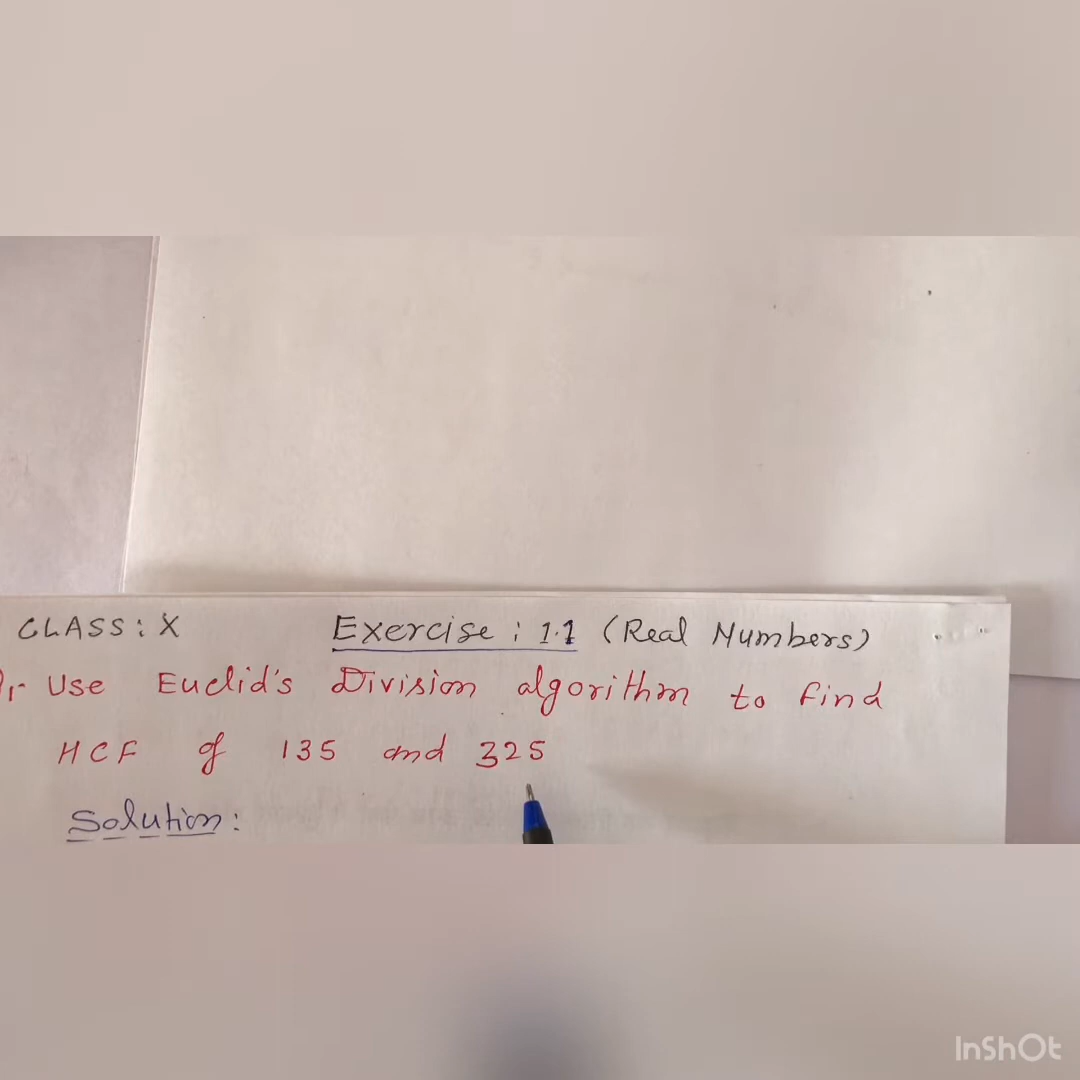 CLASS: X Exercise: 1.1 (Real Numbers)
Use Euclid's Division algorithm to find
HCF of 135 and 325
Solution:
InShOt